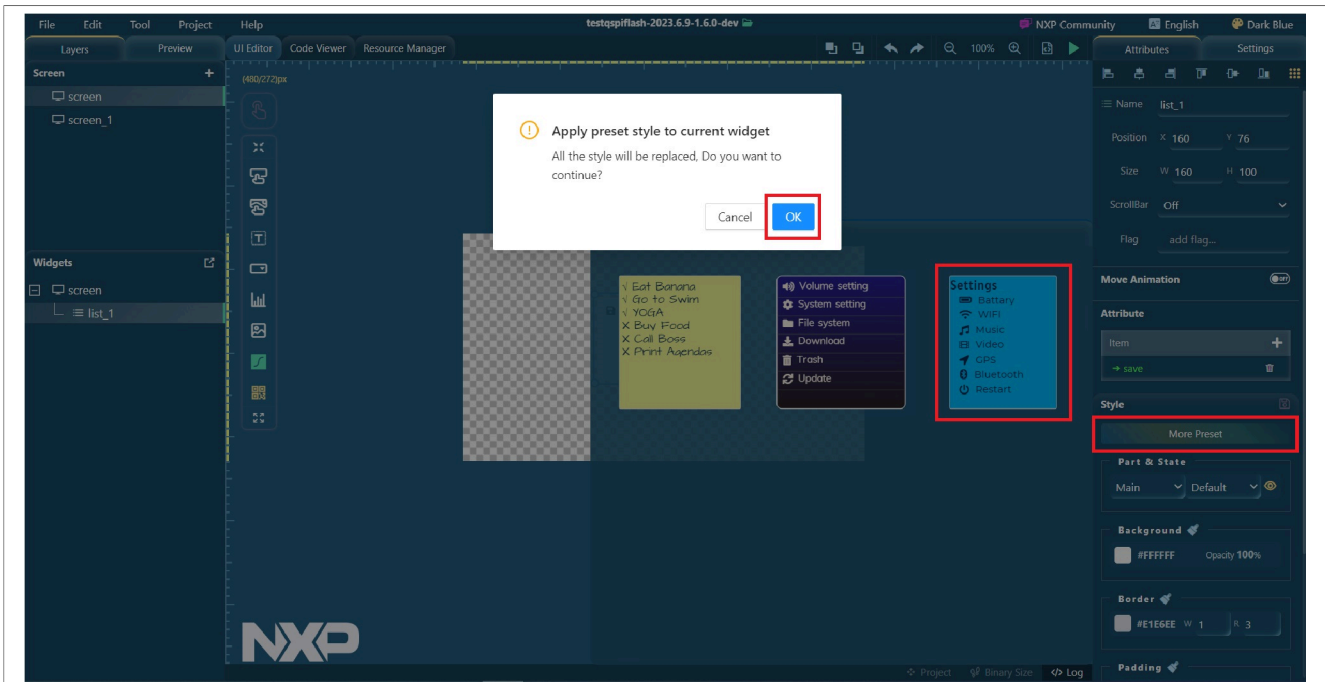 File Edit Tool Project Help testqspiflash-2023.6.9-1.6.0-dev NXP Community English Dark Blue
Layers Preview UI Editor Code Viewer Resource Manager 100% Attributes Settings
Screen +
(480/272)px
screen
screen_1
Apply preset style to current widget
All the style will be replaced, Do you want to
continue?
Cancel OK
Name list_1
Position X 160 Y 76
Size W 160 H 100
ScrollBar Off
Flag add flag...
Widgets
screen
list_1
√ Eat Banana
√ Go to Swim
√ YOGA
X Buy Food
X Call Boss
X Print Agendas
Volume setting
System setting
File system
Download
Trash
Update
Settings
Battary
WIFI
Music
Video
GPS
Bluetooth
Restart
Move Animation OFF
Attribute
Item +
save
Style
More Preset
Part & State
Main Default
Background
#FFFFFF Opacity 100%
Border
#E1E6EE W 1 R 3
Padding
NXP
Project Binary Size </> Log